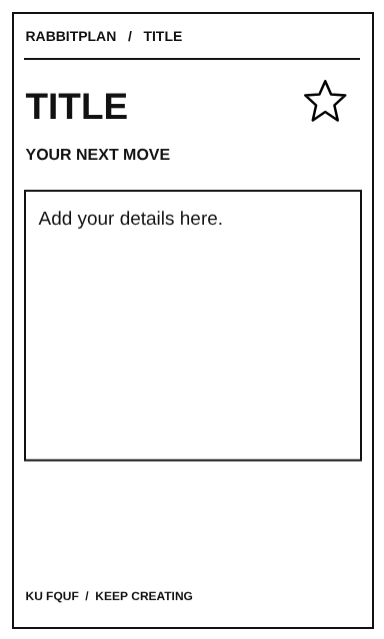 RABBITPLAN / TITLE
TITLE
YOUR NEXT MOVE
Add your details here.
KU FQUF / KEEP CREATING